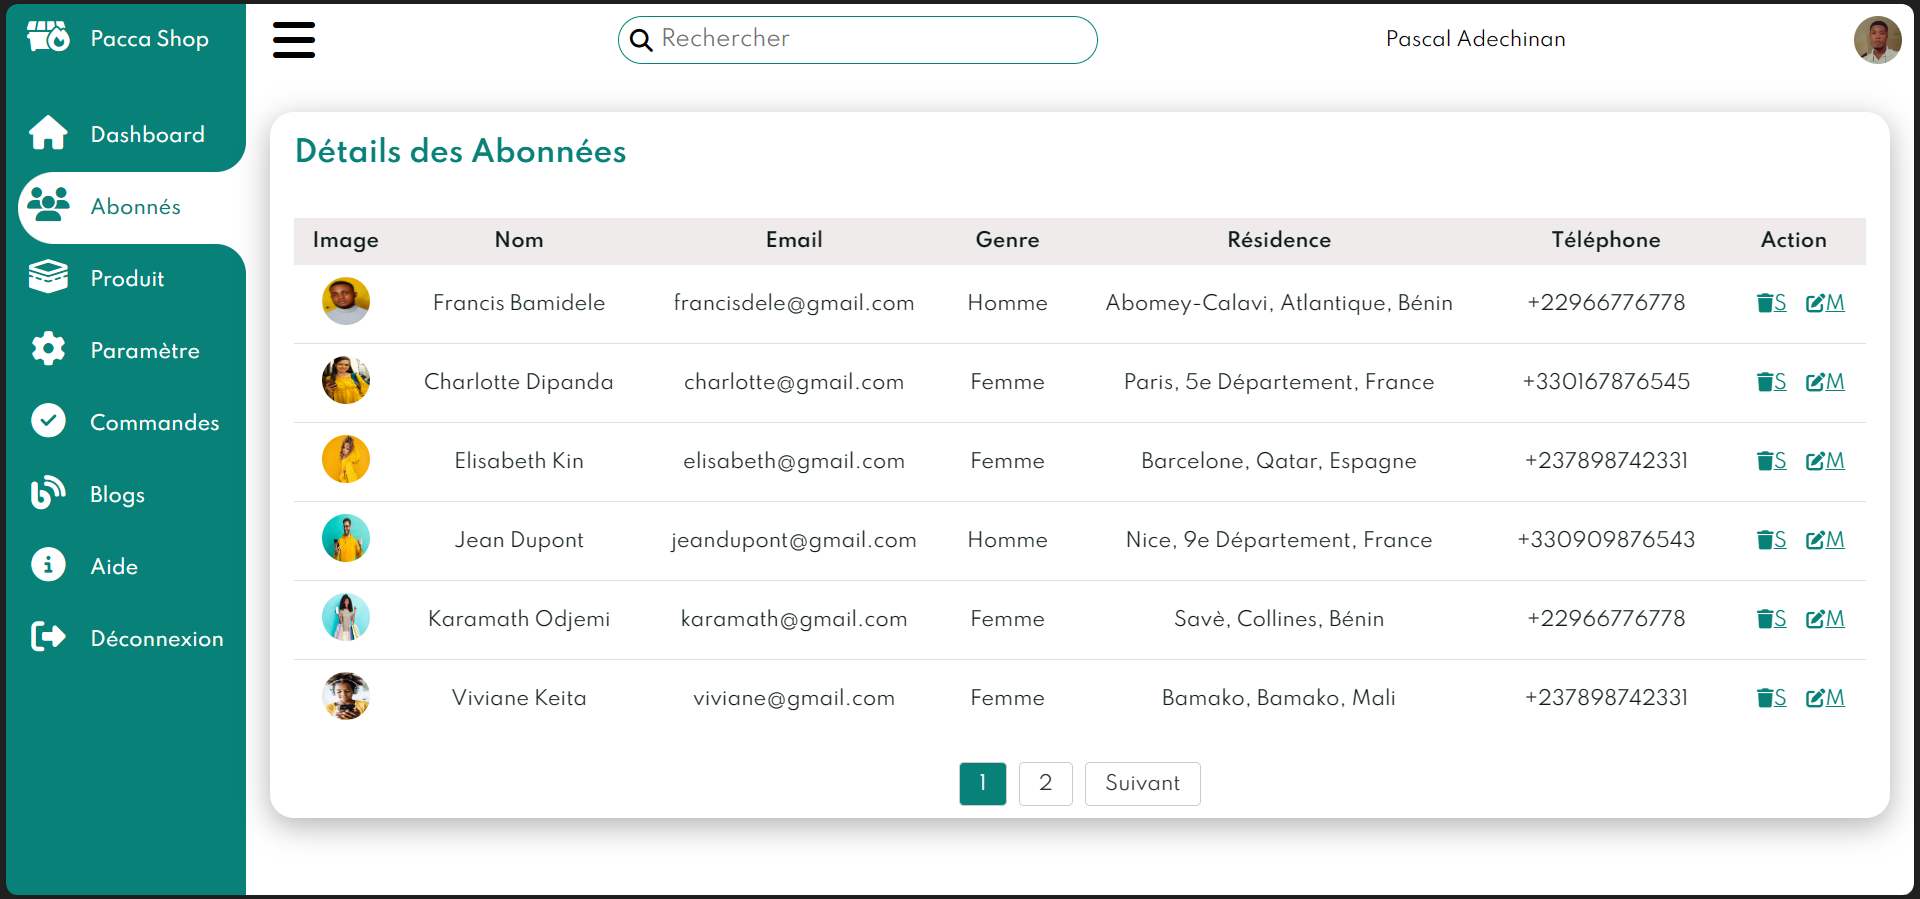 Pacca Shop
Rechercher
Pascal Adechinan
Dashboard
Abonnés
Produit
Paramètre
Commandes
Blogs
Aide
Déconnexion
Détails des Abonnées
Image Nom Email Genre Résidence Téléphone Action
Francis Bamidele francisdele@gmail.com Homme Abomey-Calavi, Atlantique, Bénin +22966776778 S M
Charlotte Dipanda charlotte@gmail.com Femme Paris, 5e Département, France +330167876545 S M
Elisabeth Kin elisabeth@gmail.com Femme Barcelone, Qatar, Espagne +237898742331 S M
Jean Dupont jeandupont@gmail.com Homme Nice, 9e Département, France +330909876543 S M
Karamath Odjemi karamath@gmail.com Femme Savè, Collines, Bénin +22966776778 S M
Viviane Keita viviane@gmail.com Femme Bamako, Bamako, Mali +237898742331 S M
1 2 Suivant